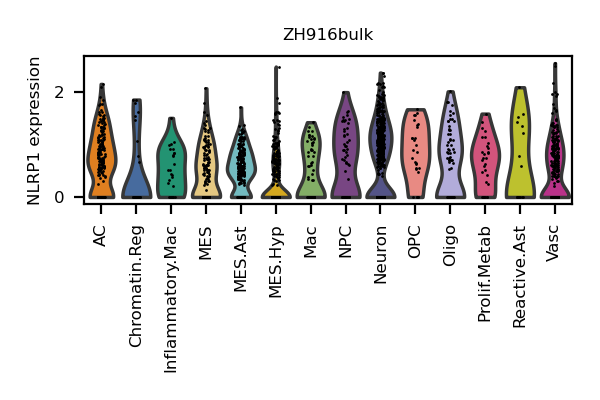 ZH916bulk
NLRP1 expression
2
0
AC
Chromatin.Reg
Inflammatory.Mac
MES
MES.Ast
MES.Hyp
Mac
NPC
Neuron
OPC
Oligo
Prolif.Metab
Reactive.Ast
Vasc